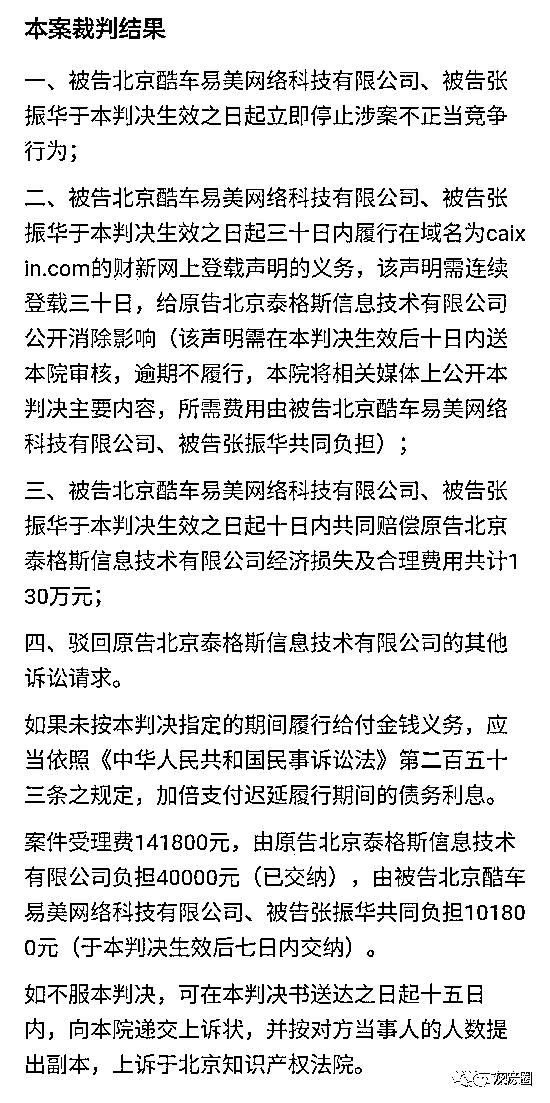 本案裁判结果
一、被告北京酷车易美网络科技有限公司、被告张
振华于本判决生效之日起立即停止涉案不正当竞争
行为；
二、被告北京酷车易美网络科技有限公司、被告张
振华于本判决生效之日起三十日内履行在域名为caix
in.com的财新网上登载声明的义务，该声明需连续
登载三十日，给原告北京泰格斯信息技术有限公司
公开消除影响（该声明需在本判决生效后十日内送
本院审核，逾期不履行，本院将相关媒体上公开本
判决主要内容，所需费用由被告北京酷车易美网络
科技有限公司、被告张振华共同负担）；
三、被告北京酷车易美网络科技有限公司、被告张
振华于本判决生效之日起十日内共同赔偿原告北京
泰格斯信息技术有限公司经济损失及合理费用共计1
30万元；
四、驳回原告北京泰格斯信息技术有限公司的其他
诉讼请求。
如果未按本判决指定的期间履行给付金钱义务，应
当依照《中华人民共和国民事诉讼法》第二百五十
三条之规定，加倍支付迟延履行期间的债务利息。
案件受理费141800元，由原告北京泰格斯信息技术
有限公司负担40000元（已交纳），由被告北京酷车
易美网络科技有限公司、被告张振华共同负担10180
0元（于本判决生效后七日内交纳）。
如不服本判决，可在本判决书送达之日起十五日
内，向本院递交上诉状，并按对方当事人的人数提
出副本，上诉于北京知识产权法院。